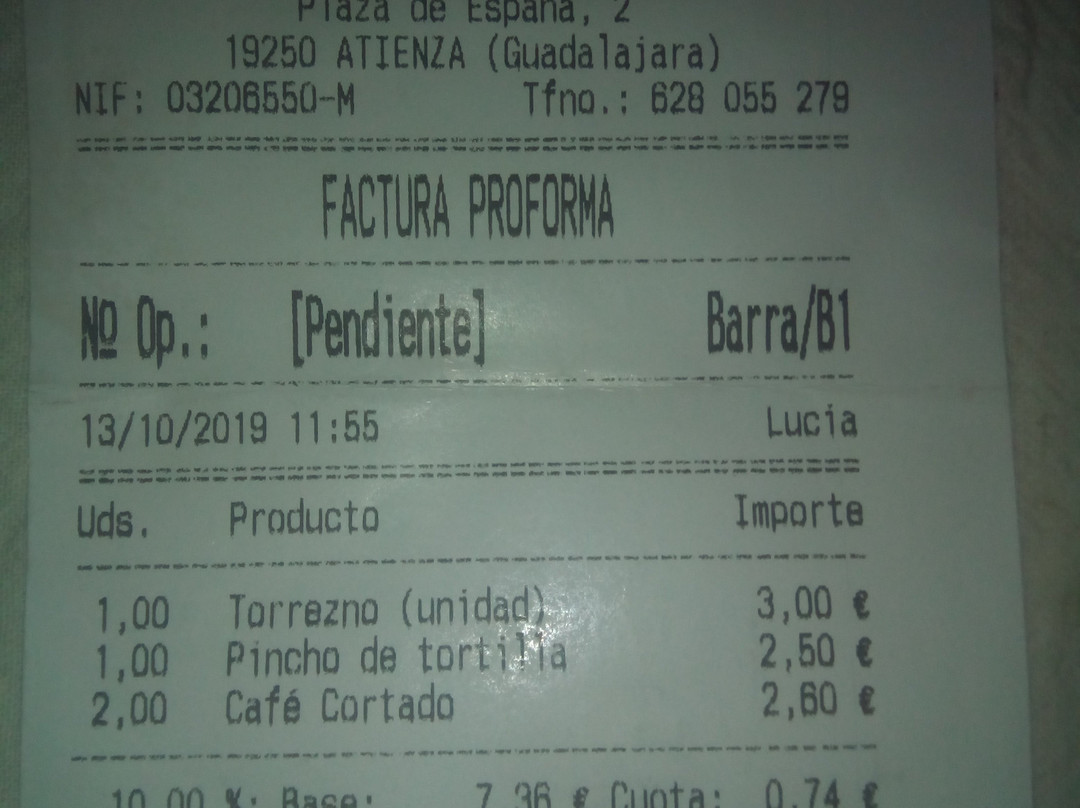 Plaza de España, 2
19250 ATIENZA (Guadalajara)
NIF: 03206550-M Tfno.: 628 055 279
FACTURA PROFORMA
Nº Op.: [Pendiente] Barra/B1
13/10/2019 11:55 Lucía
Uds. Producto Importe
1,00 Torrezno (unidad) 3,00 €
1,00 Pincho de tortilla 2,50 €
2,00 Café Cortado 2,60 €
10,00 %: Base: 7,36 € Cuota: 0,74 €